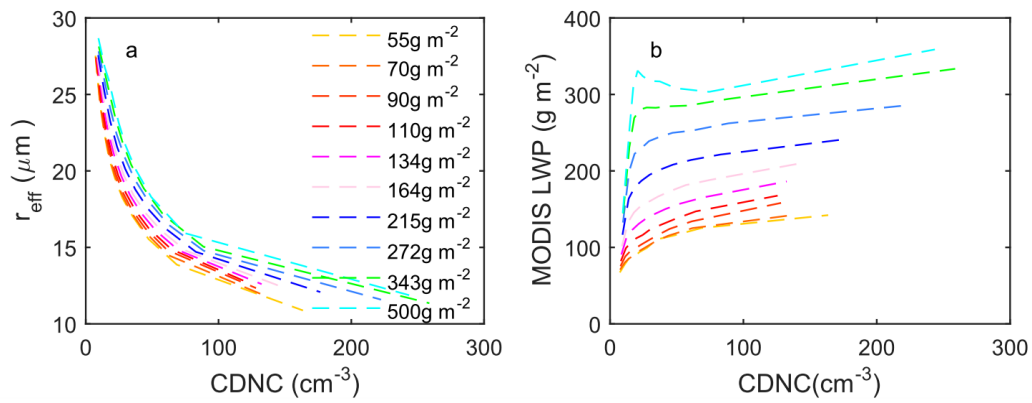 30
25
20
15
10
0
100
200
300
r_eff (μm)
CDNC (cm^-3)
a
55g m^-2
70g m^-2
90g m^-2
110g m^-2
134g m^-2
164g m^-2
215g m^-2
272g m^-2
343g m^-2
500g m^-2
400
300
200
100
0
0
100
200
300
MODIS LWP (g m^-2)
CDNC(cm^-3)
b